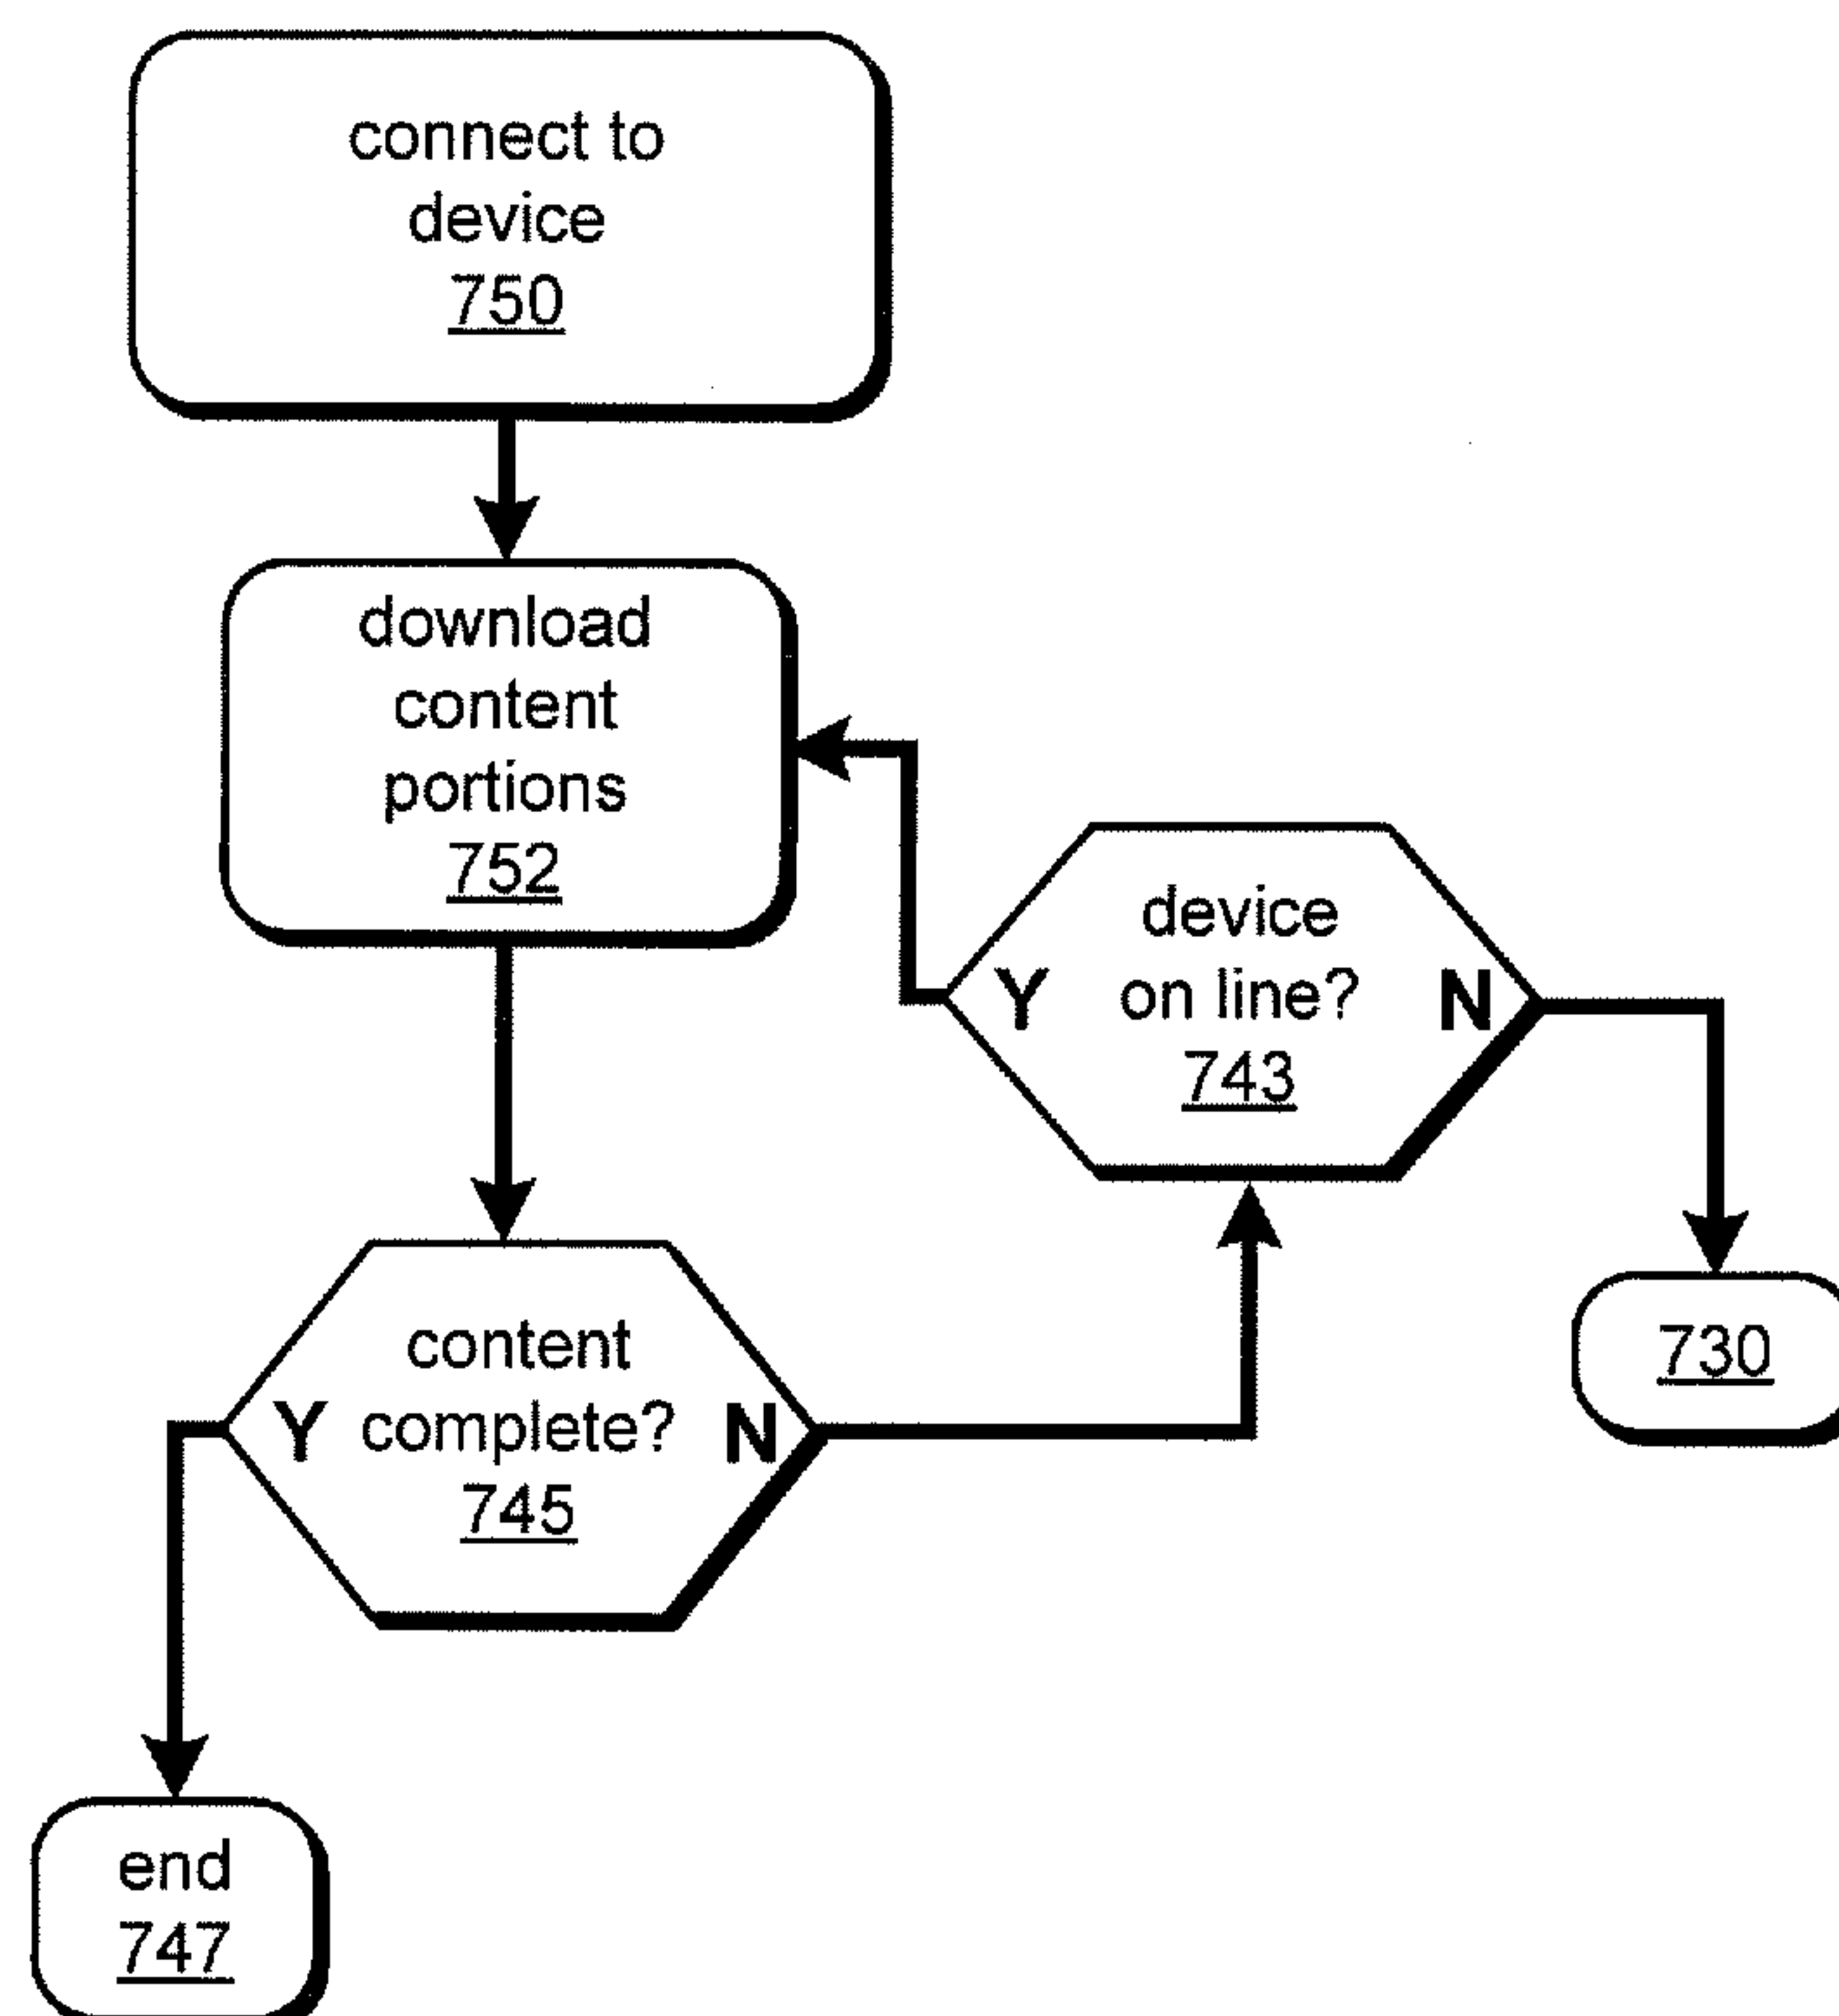 connect to
device
750
download
content
portions
752
device
Y on line? N
743
730
content
Y complete? N
745
end
747